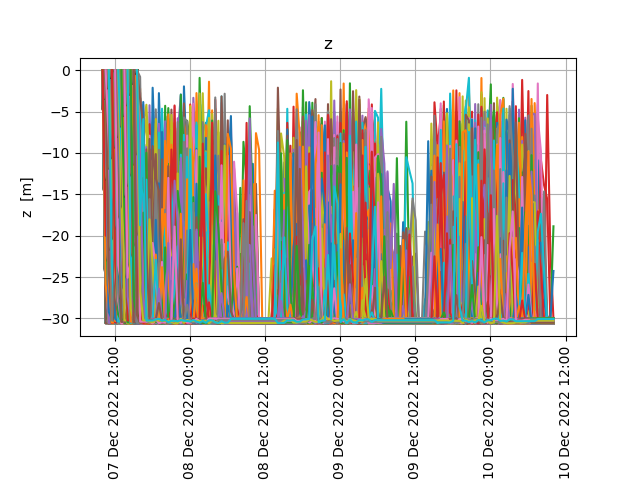 z
0
−5
−10
−15
−20
−25
−30
z [m]
07 Dec 2022 12:00
08 Dec 2022 00:00
08 Dec 2022 12:00
09 Dec 2022 00:00
09 Dec 2022 12:00
10 Dec 2022 00:00
10 Dec 2022 12:00